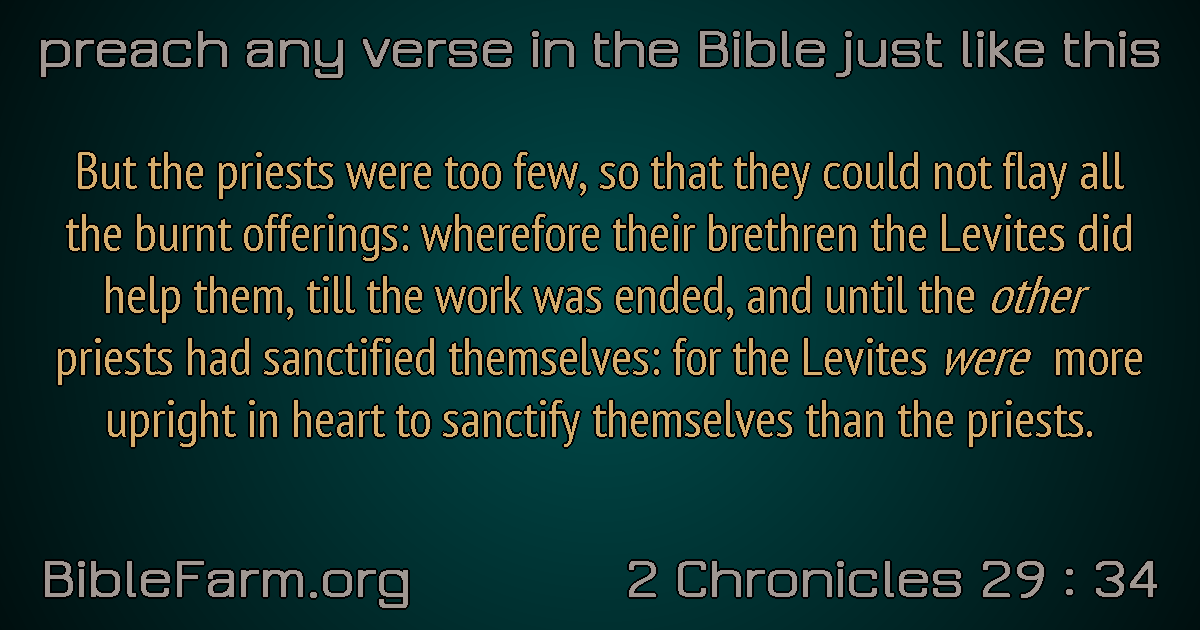 preach any verse in the Bible just like this
But the priests were too few, so that they could not flay all
the burnt offerings: wherefore their brethren the Levites did
help them, till the work was ended, and until the other
priests had sanctified themselves: for the Levites were more
upright in heart to sanctify themselves than the priests.
BibleFarm.org
2 Chronicles 29 : 34